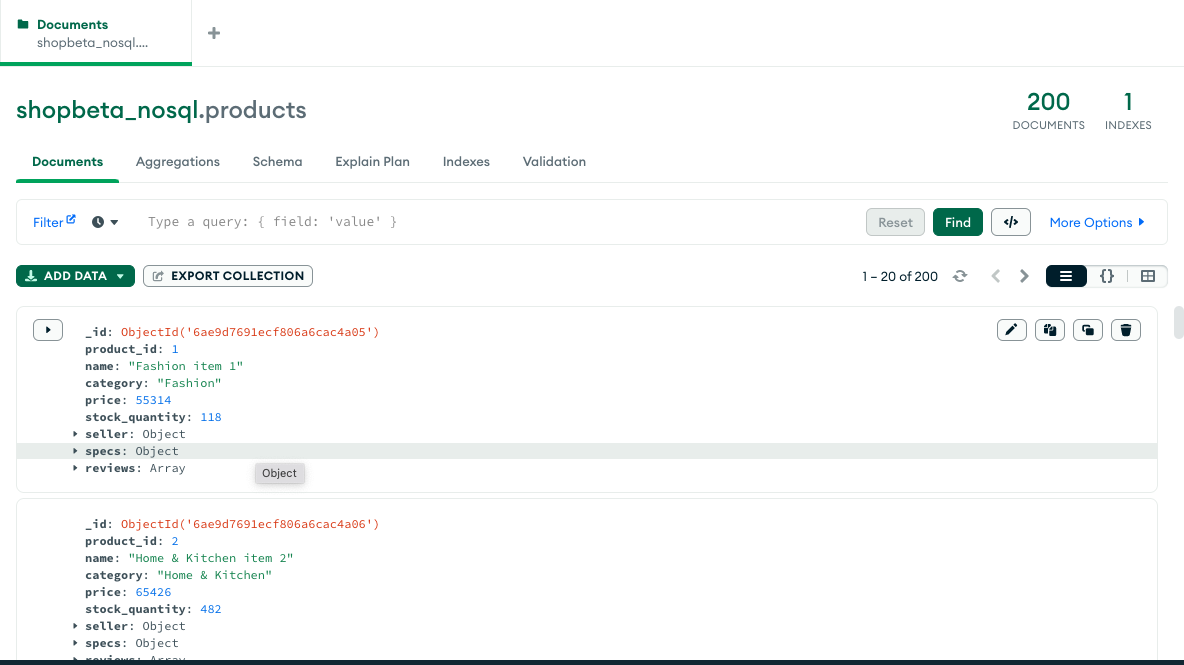 Documents
shopbeta_nosql....
shopbeta_nosql.products
200
DOCUMENTS
1
INDEXES
Documents
Aggregations
Schema
Explain Plan
Indexes
Validation
Filter
Type a query: { field: 'value' }
Reset
Find
</>
More Options
ADD DATA
EXPORT COLLECTION
1 – 20 of 200
{}
_id: ObjectId('6ae9d7691ecf806a6cac4a05')
product_id: 1
name: "Fashion item 1"
category: "Fashion"
price: 55314
stock_quantity: 118
seller: Object
specs: Object
reviews: Array
Object
_id: ObjectId('6ae9d7691ecf806a6cac4a06')
product_id: 2
name: "Home & Kitchen item 2"
category: "Home & Kitchen"
price: 65426
stock_quantity: 482
seller: Object
specs: Object
reviews: Array